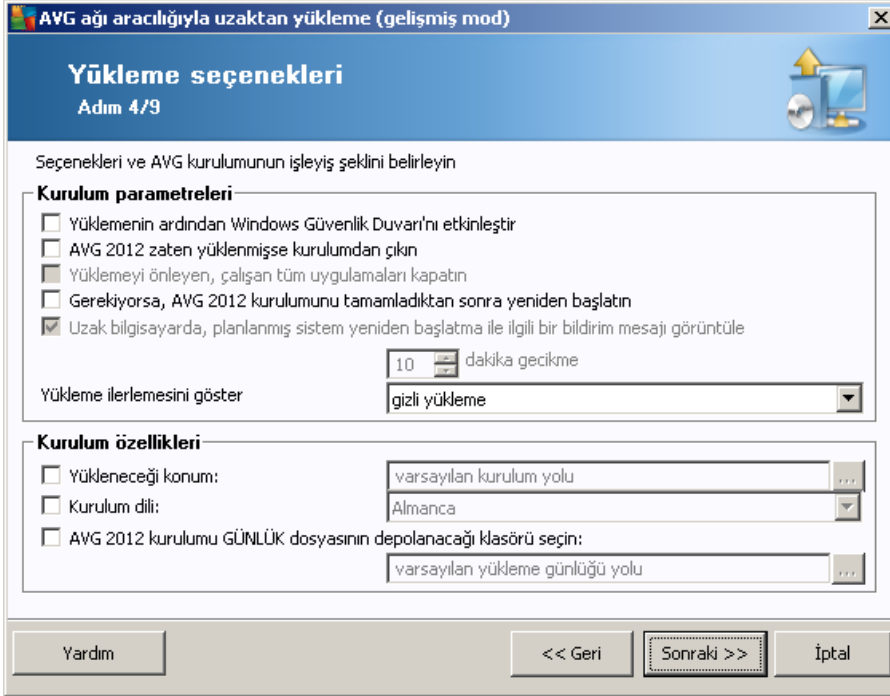 AVG ağı aracılığıyla uzaktan yükleme (gelişmiş mod)
Yükleme seçenekleri
Adım 4/9
Seçenekleri ve AVG kurulumunun işleyiş şeklini belirleyin
Kurulum parametreleri
Yüklemenin ardından Windows Güvenlik Duvarı'nı etkinleştir
AVG 2012 zaten yüklenmişse kurulumdan çıkın
Yüklemeyi önleyen, çalışan tüm uygulamaları kapatın
Gerekiyorsa, AVG 2012 kurulumunu tamamladıktan sonra yeniden başlatın
Uzak bilgisayarda, planlanmış sistem yeniden başlatma ile ilgili bir bildirim mesajı görüntüle
10 dakika gecikme
Yükleme ilerlemesini göster gizli yükleme
Kurulum özellikleri
Yükleneceği konum: varsayılan kurulum yolu ...
Kurulum dili: Almanca
AVG 2012 kurulumu GÜNLÜK dosyasının depolanacağı klasörü seçin:
varsayılan yükleme günlüğü yolu ...
Yardım << Geri Sonraki >> İptal